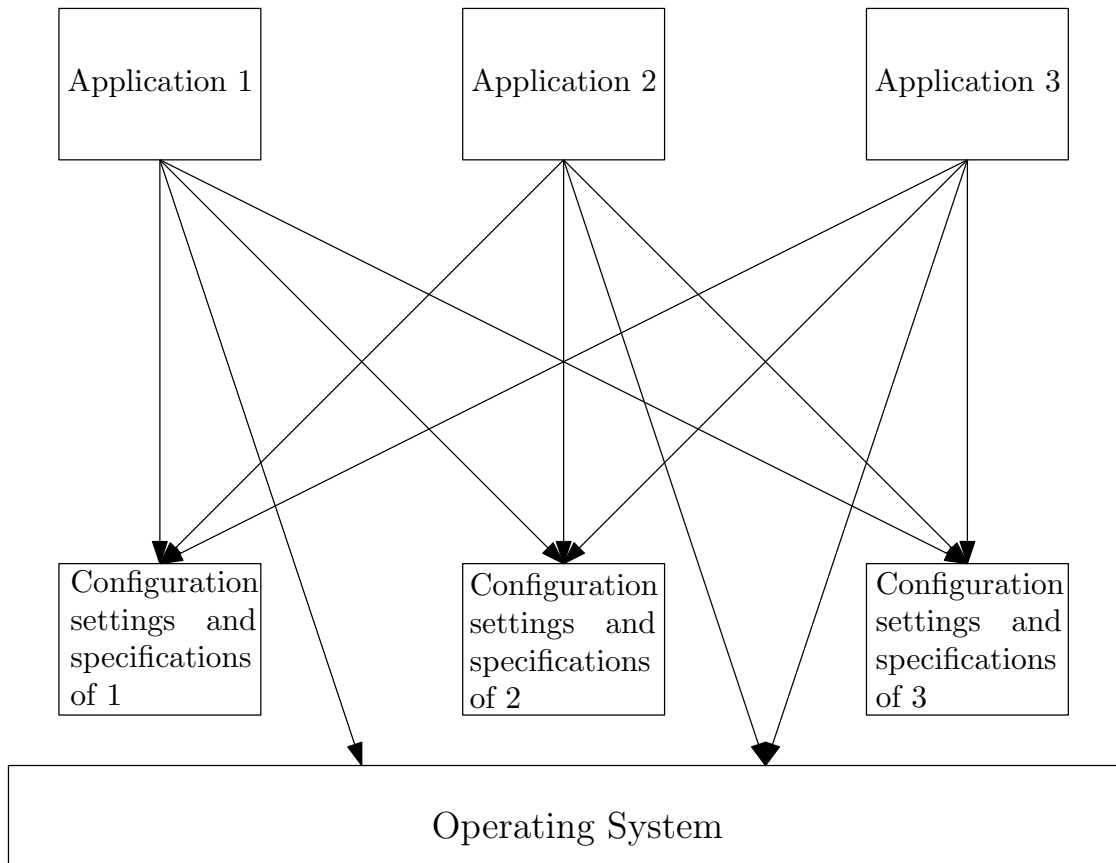 Application 1
Application 2
Application 3
Configuration
settings and
specifications
of 1
Configuration
settings and
specifications
of 2
Configuration
settings and
specifications
of 3
Operating System